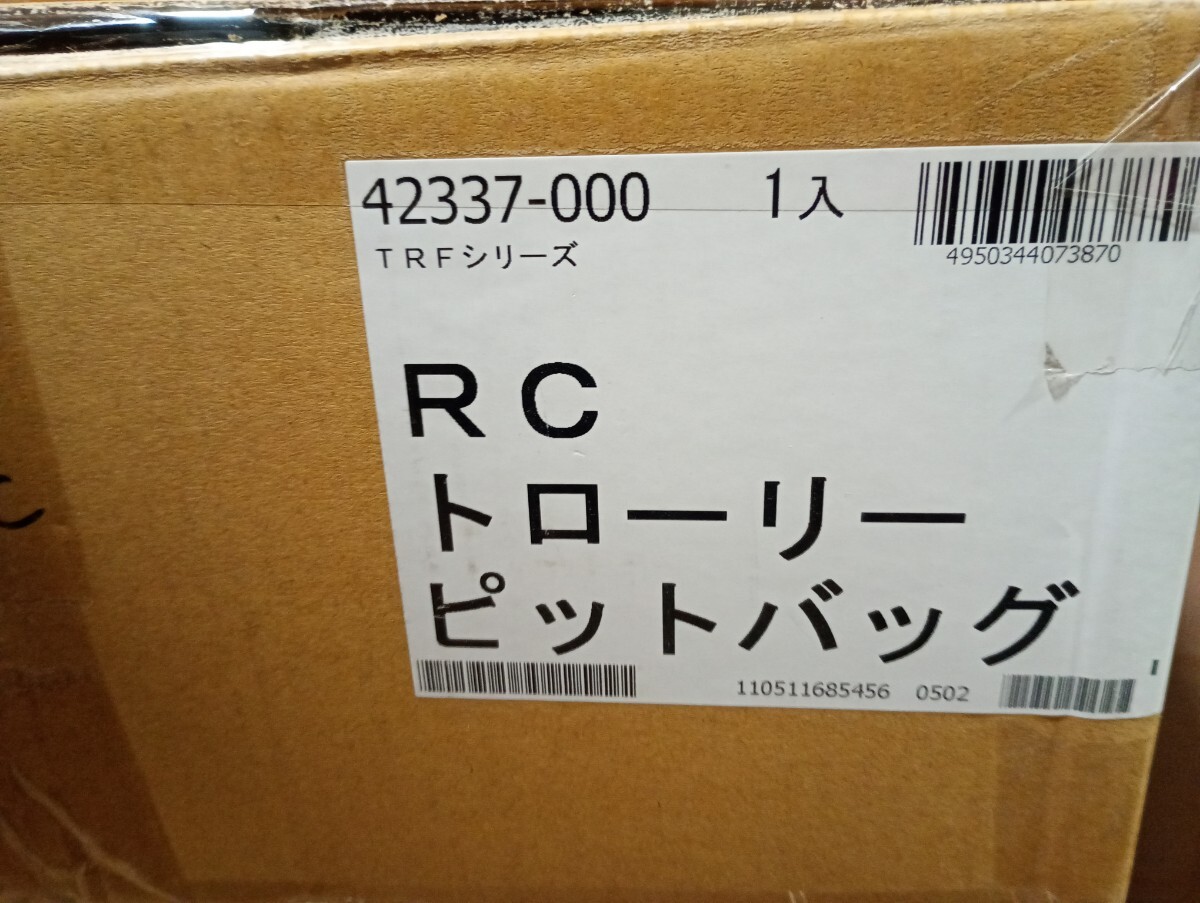 42337-000 1入
4950344073870
TRFシリーズ
RC
トローリー
ピットバッグ
110511685456 0502